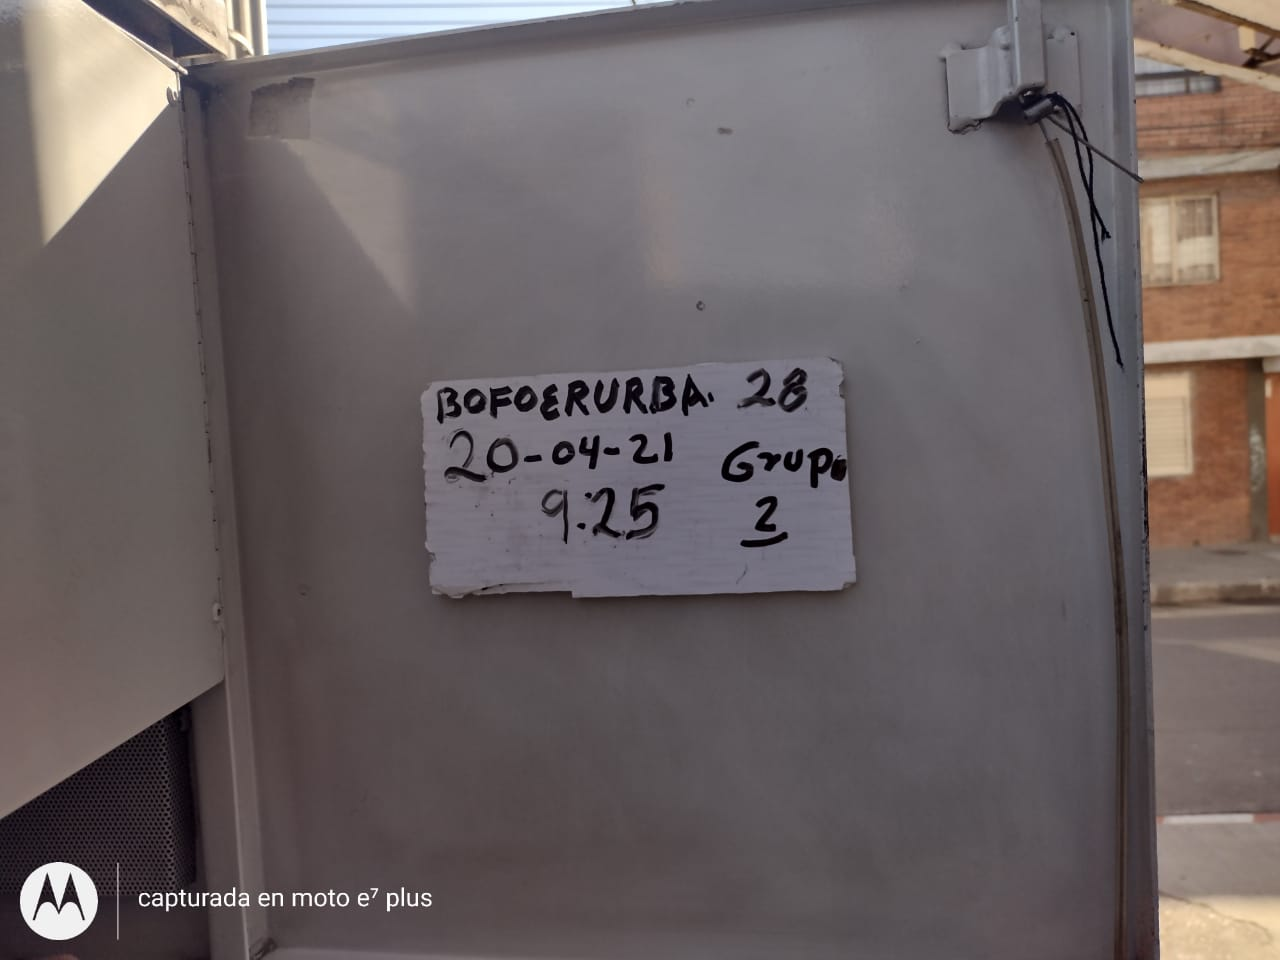 BOFOERURBA. 28
20-04-21 Grupo
9:25 2
capturada en moto e⁷ plus